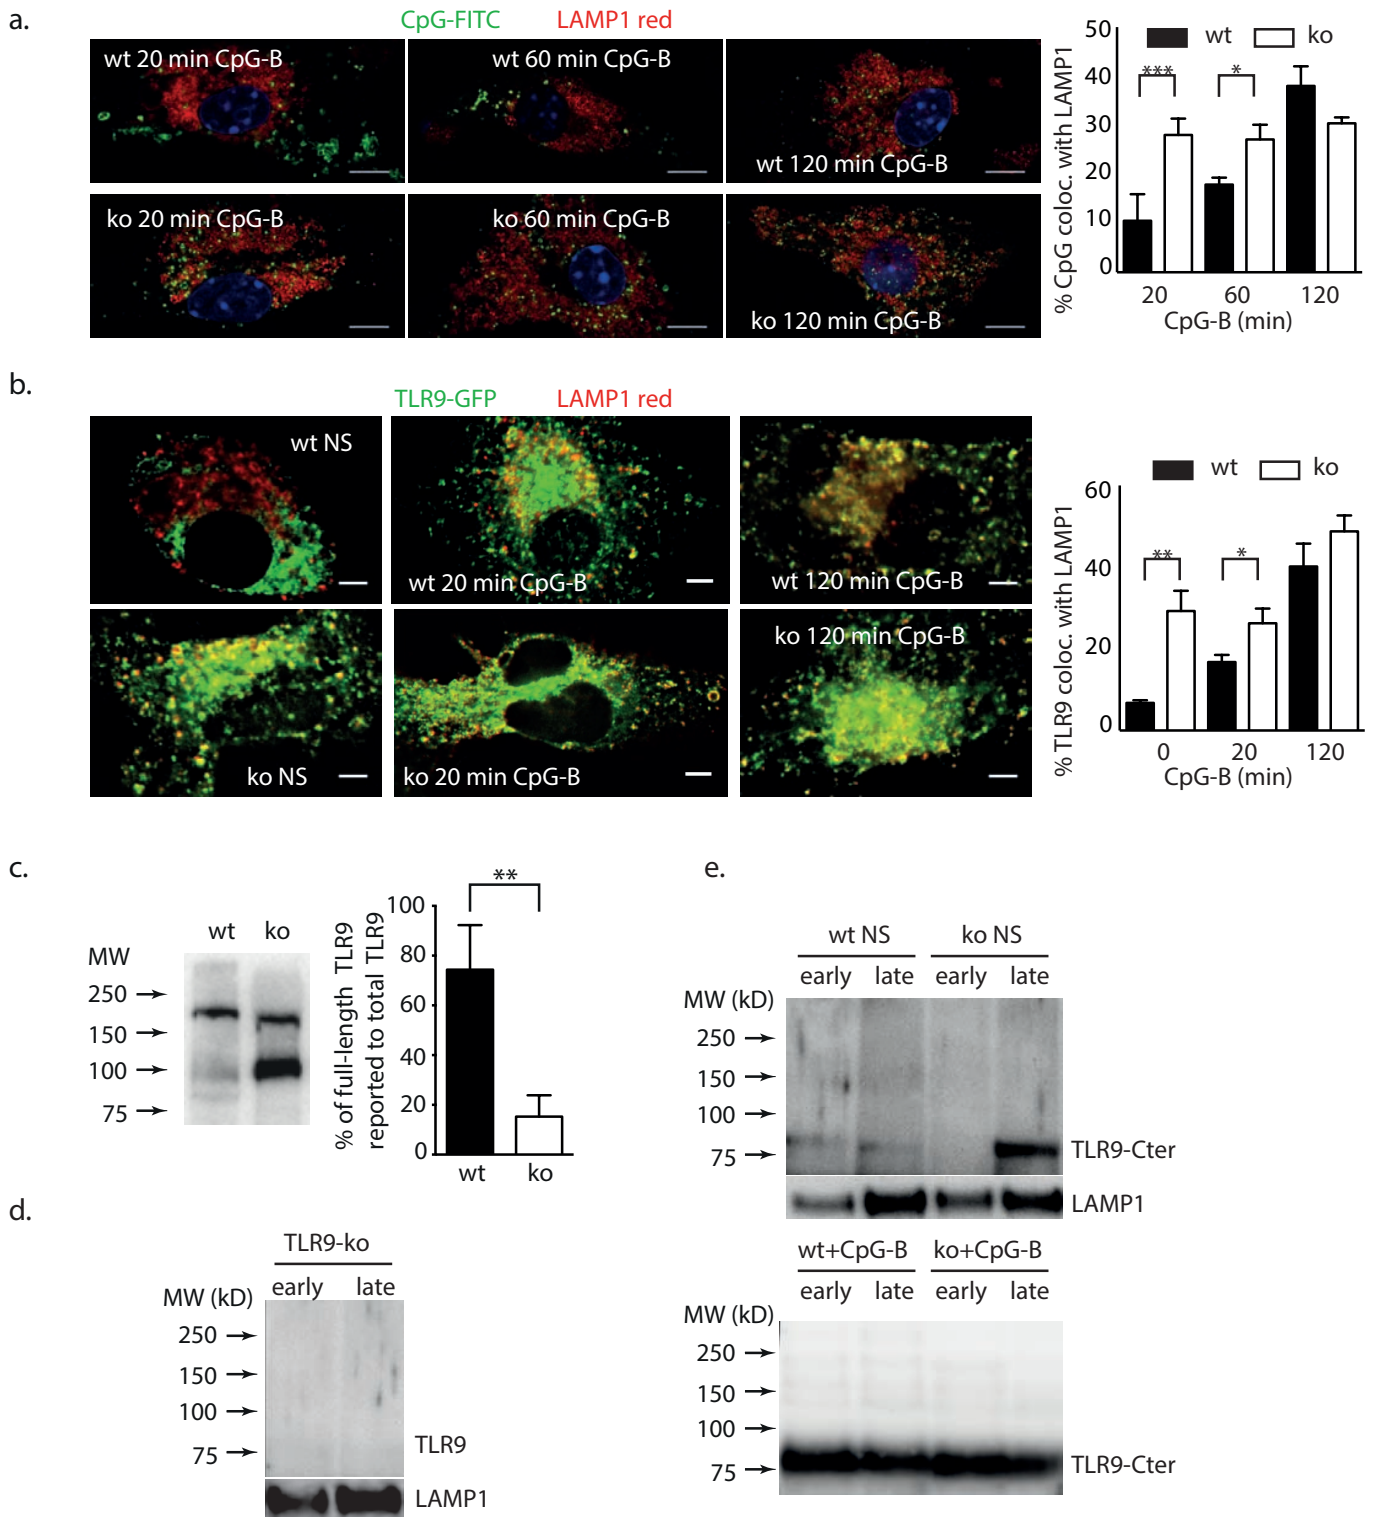 a.
CpG-FITC LAMP1 red
wt 20 min CpG-B
wt 60 min CpG-B
wt 120 min CpG-B
ko 20 min CpG-B
ko 60 min CpG-B
ko 120 min CpG-B
wt ko
% CpG coloc. with LAMP1
50
40
30
20
10
0
*** *
20 60 120
CpG-B (min)
b.
TLR9-GFP LAMP1 red
wt NS
wt 20 min CpG-B
wt 120 min CpG-B
ko NS
ko 20 min CpG-B
ko 120 min CpG-B
wt ko
% TLR9 coloc. with LAMP1
60
40
20
0
** *
0 20 120
CpG-B (min)
c.
wt ko
MW
250
150
100
75
% of full-length TLR9
reported to total TLR9
100
80
60
40
20
0
**
wt ko
d.
TLR9-ko
early late
MW (kD)
250
150
100
75
TLR9
LAMP1
e.
wt NS ko NS
early late early late
MW (kD)
250
150
100
75
TLR9-Cter
LAMP1
wt+CpG-B ko+CpG-B
early late early late
MW (kD)
250
150
100
75
TLR9-Cter